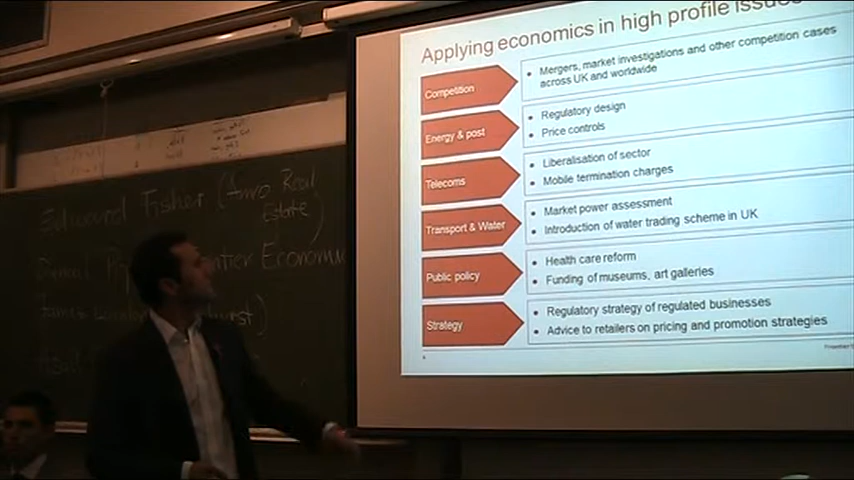 Applying economics in high profile issues
Competition
• Mergers, market investigations and other competition cases
across UK and worldwide
Energy & post
• Regulatory design
• Price controls
Telecoms
• Liberalisation of sector
• Mobile termination charges
Transport & Water
• Market power assessment
• Introduction of water trading scheme in UK
Public policy
• Health care reform
• Funding of museums, art galleries
Strategy
• Regulatory strategy of regulated businesses
• Advice to retailers on pricing and promotion strategies
Edward Fisher (
Real
Estate)
ntier Economic